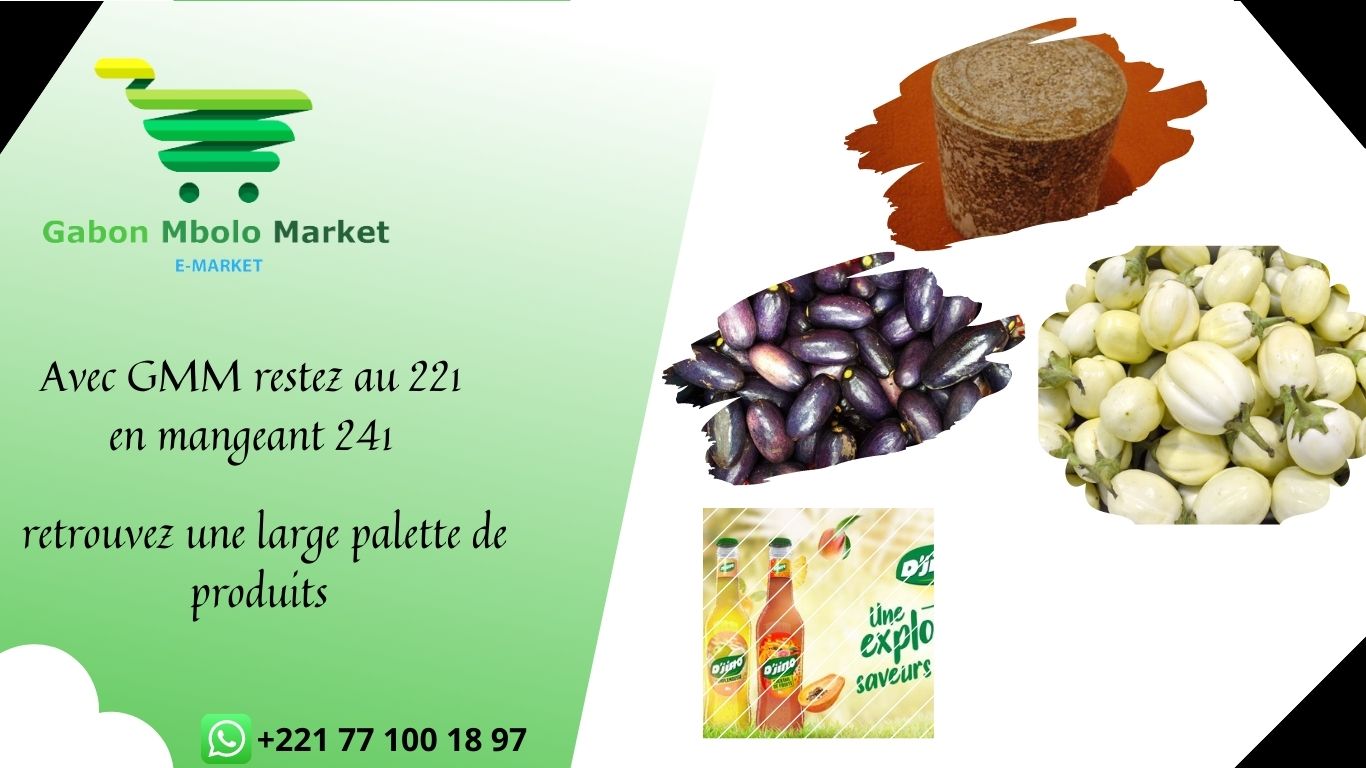 Gabon Mbolo Market
E-MARKET
Avec GMM restez au 221
en mangeant 241
retrouvez une large palette de
produits
+221 77 100 18 97
D'jino
D'jino
Une
explo
saveurs